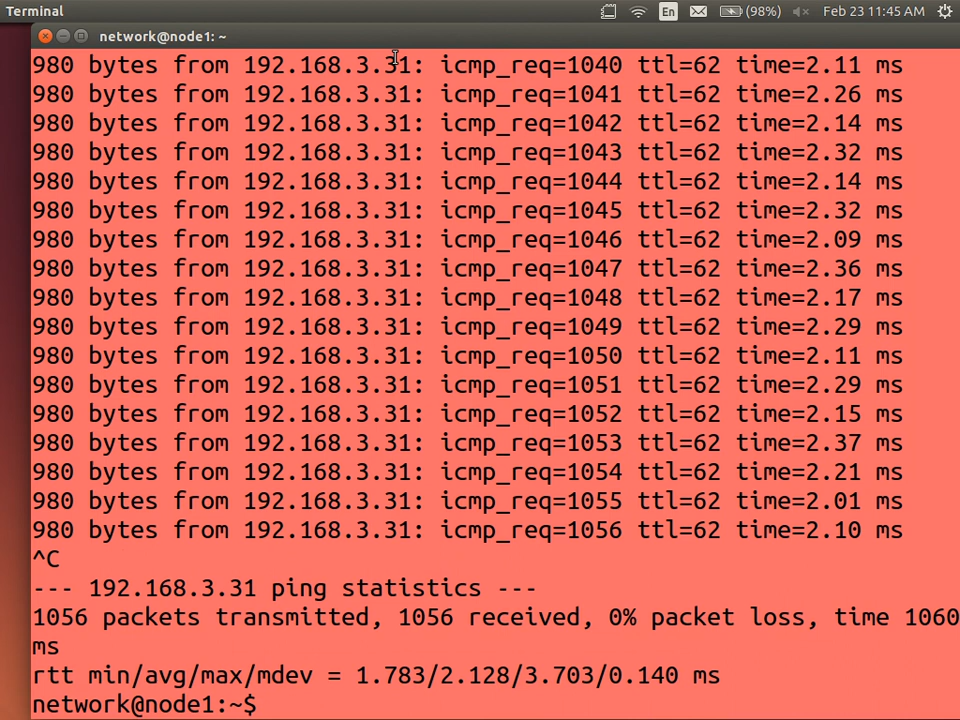 Terminal En (98%) Feb 23 11:45 AM
network@node1: ~
980 bytes from 192.168.3.31: icmp_req=1040 ttl=62 time=2.11 ms
980 bytes from 192.168.3.31: icmp_req=1041 ttl=62 time=2.26 ms
980 bytes from 192.168.3.31: icmp_req=1042 ttl=62 time=2.14 ms
980 bytes from 192.168.3.31: icmp_req=1043 ttl=62 time=2.32 ms
980 bytes from 192.168.3.31: icmp_req=1044 ttl=62 time=2.14 ms
980 bytes from 192.168.3.31: icmp_req=1045 ttl=62 time=2.32 ms
980 bytes from 192.168.3.31: icmp_req=1046 ttl=62 time=2.09 ms
980 bytes from 192.168.3.31: icmp_req=1047 ttl=62 time=2.36 ms
980 bytes from 192.168.3.31: icmp_req=1048 ttl=62 time=2.17 ms
980 bytes from 192.168.3.31: icmp_req=1049 ttl=62 time=2.29 ms
980 bytes from 192.168.3.31: icmp_req=1050 ttl=62 time=2.11 ms
980 bytes from 192.168.3.31: icmp_req=1051 ttl=62 time=2.29 ms
980 bytes from 192.168.3.31: icmp_req=1052 ttl=62 time=2.15 ms
980 bytes from 192.168.3.31: icmp_req=1053 ttl=62 time=2.37 ms
980 bytes from 192.168.3.31: icmp_req=1054 ttl=62 time=2.21 ms
980 bytes from 192.168.3.31: icmp_req=1055 ttl=62 time=2.01 ms
980 bytes from 192.168.3.31: icmp_req=1056 ttl=62 time=2.10 ms
^C
--- 192.168.3.31 ping statistics ---
1056 packets transmitted, 1056 received, 0% packet loss, time 1060
ms
rtt min/avg/max/mdev = 1.783/2.128/3.703/0.140 ms
network@node1:~$